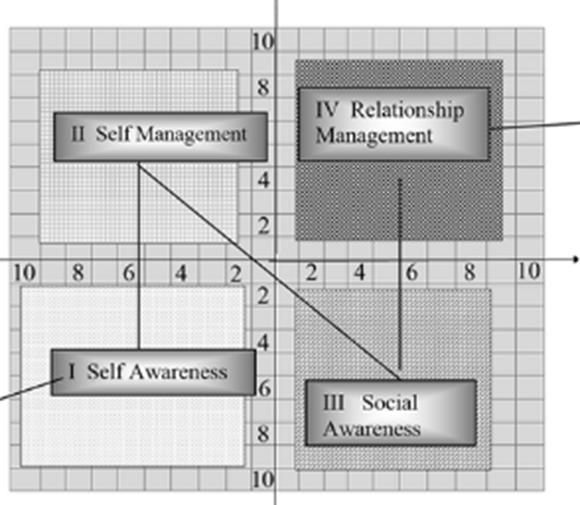 10
8
II Self Management
IV Relationship
Management
4
2
10 8 6 4 2 2 4 6 8 10
2
4
I Self Awareness
6
III Social
Awareness
8
10